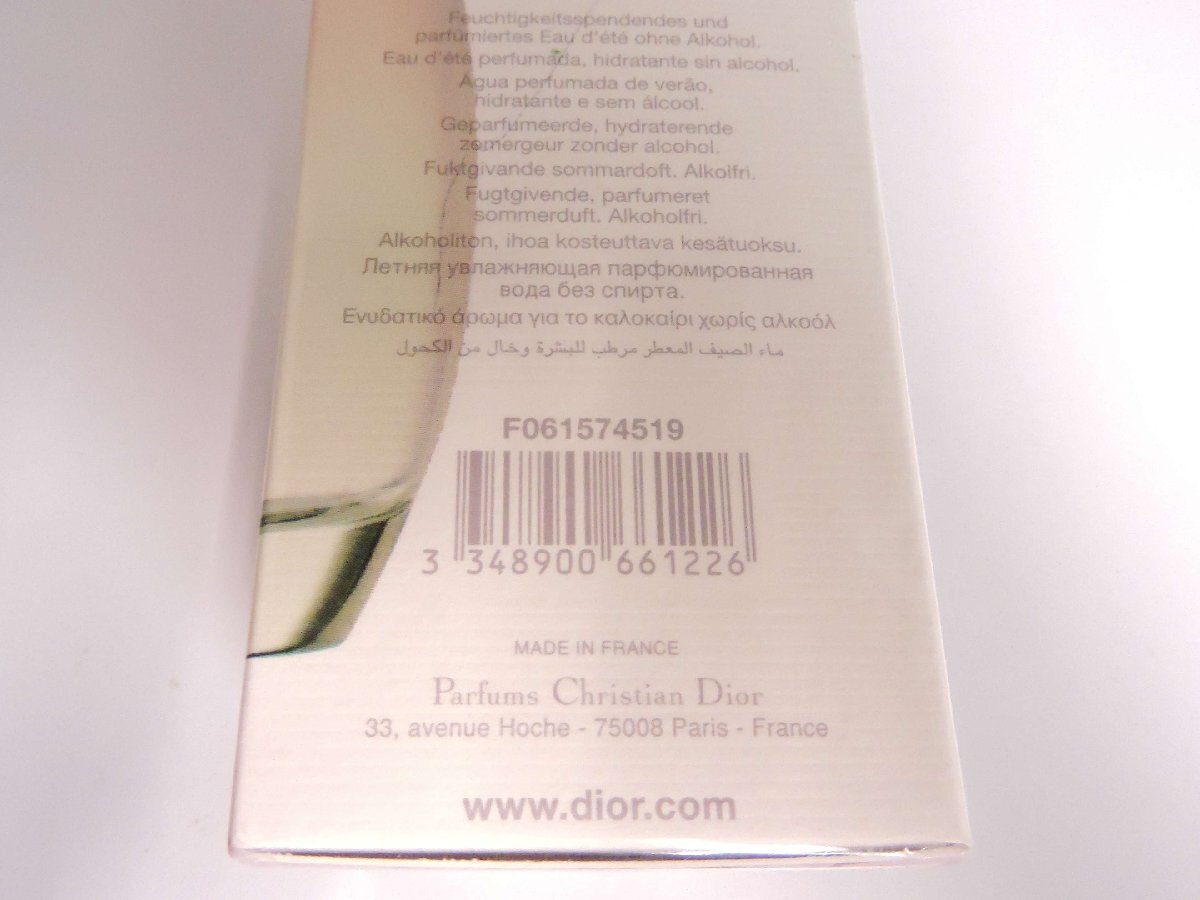 Feuchtigkeitsspendendes und
parfümiertes Eau d'été ohne Alkohol.
Eau d'été perfumada, hidratante sin alcohol.
Água perfumada de verão,
hidratante e sem álcool.
Geparfumeerde, hydraterende
zomergeur zonder alcohol.
Fuktgivande sommardoft. Alkolfri.
Fugtgivende, parfumeret
sommerduft. Alkoholfri.
Alkoholiton, ihoa kosteuttava kesätuoksu.
Летняя увлажняющая парфюмированная
вода без спирта.
Ενυδατικό άρωμα για το καλοκαίρι χωρίς αλκοόλ
ماء الصيف المعطر مرطب للبشرة وخال من الكحول
F061574519
3 348900 661226
MADE IN FRANCE
Parfums Christian Dior
33, avenue Hoche - 75008 Paris - France
www.dior.com